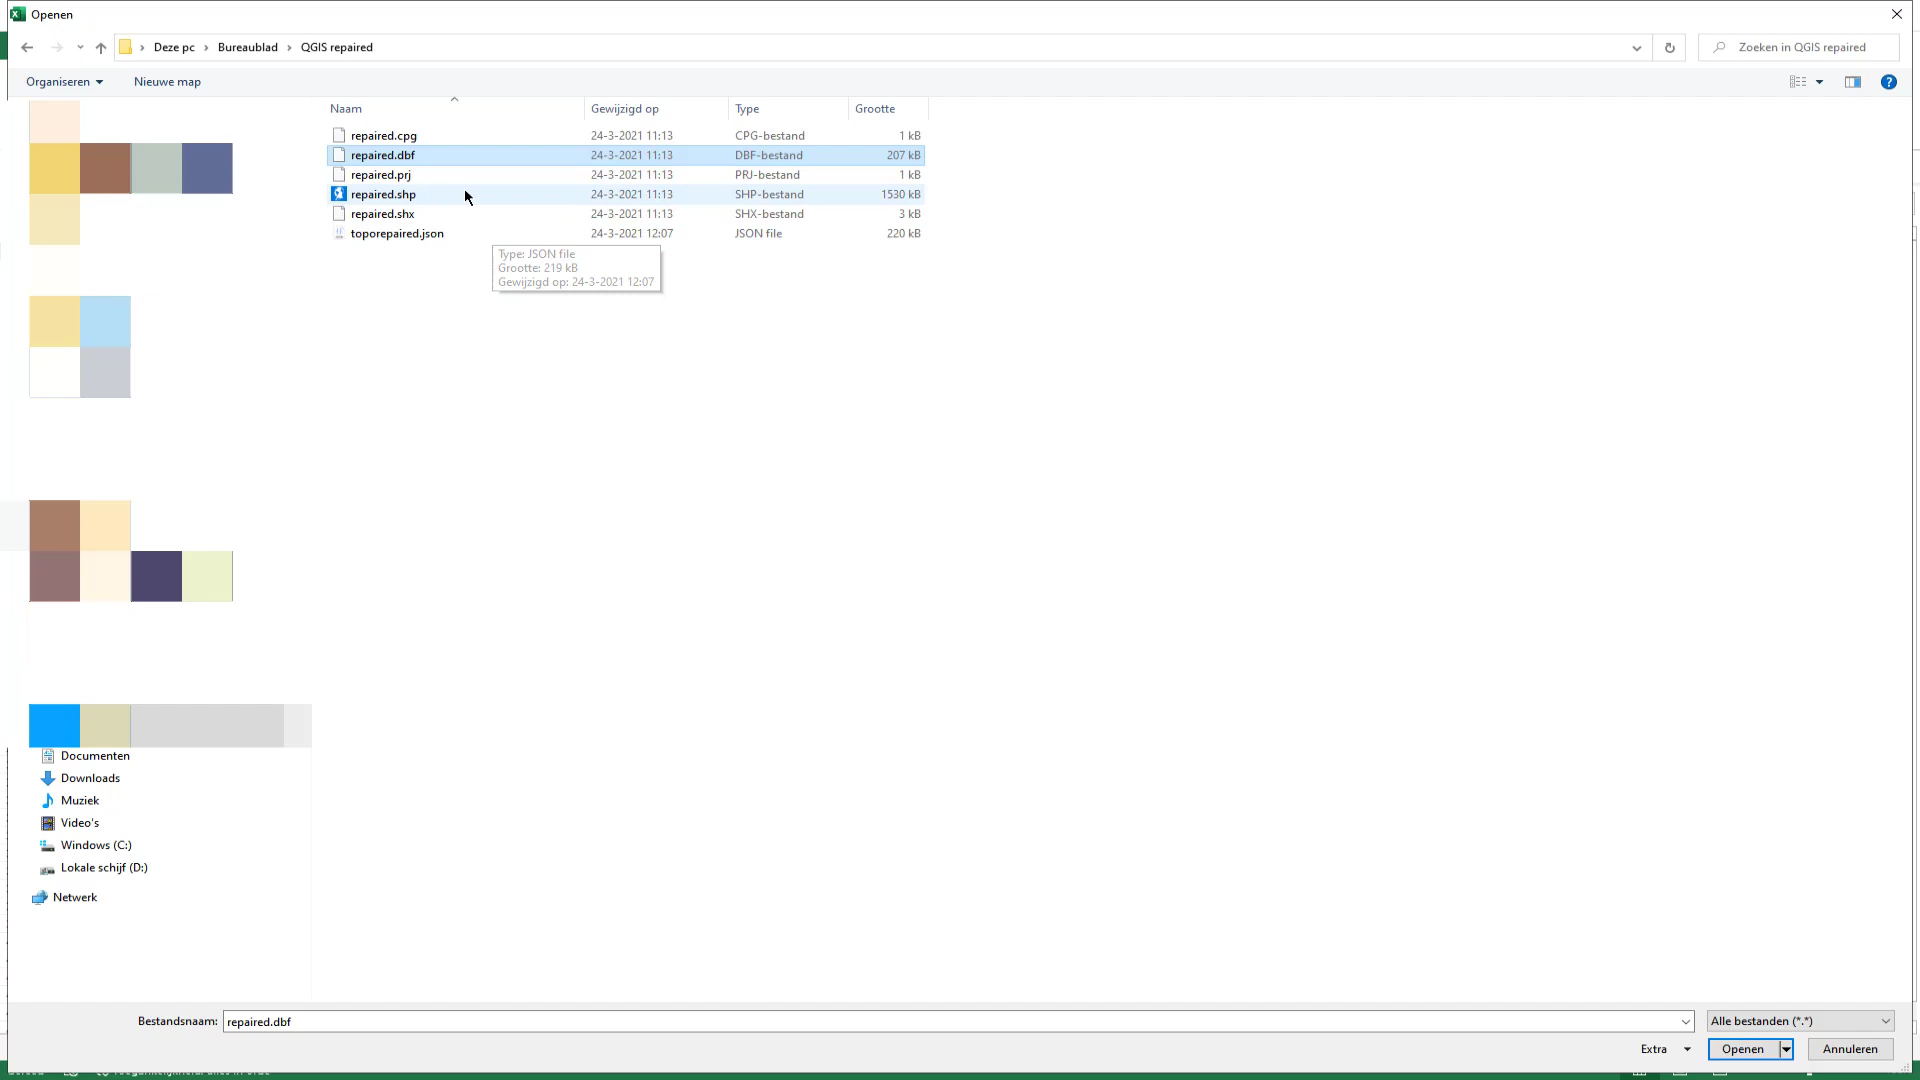 Openen
Deze pc › Bureaublad › QGIS repaired
Zoeken in QGIS repaired
Organiseren Nieuwe map
Naam Gewijzigd op Type Grootte
repaired.cpg 24-3-2021 11:13 CPG-bestand 1 kB
repaired.dbf 24-3-2021 11:13 DBF-bestand 207 kB
repaired.prj 24-3-2021 11:13 PRJ-bestand 1 kB
repaired.shp 24-3-2021 11:13 SHP-bestand 1530 kB
repaired.shx 24-3-2021 11:13 SHX-bestand 3 kB
toporepaired.json 24-3-2021 12:07 JSON file 220 kB
Type: JSON file
Grootte: 219 kB
Gewijzigd op: 24-3-2021 12:07
Documenten
Downloads
Muziek
Video's
Windows (C:)
Lokale schijf (D:)
Netwerk
Bestandsnaam: repaired.dbf Alle bestanden (*.*)
Extra Openen Annuleren